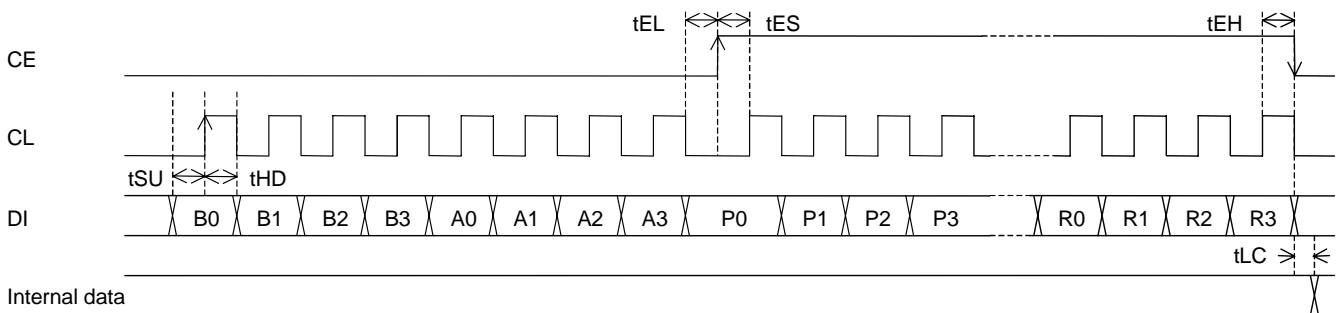 tEL tES tEH
CE
CL
tSU tHD
DI B0 B1 B2 B3 A0 A1 A2 A3 P0 P1 P2 P3 R0 R1 R2 R3
tLC
Internal data